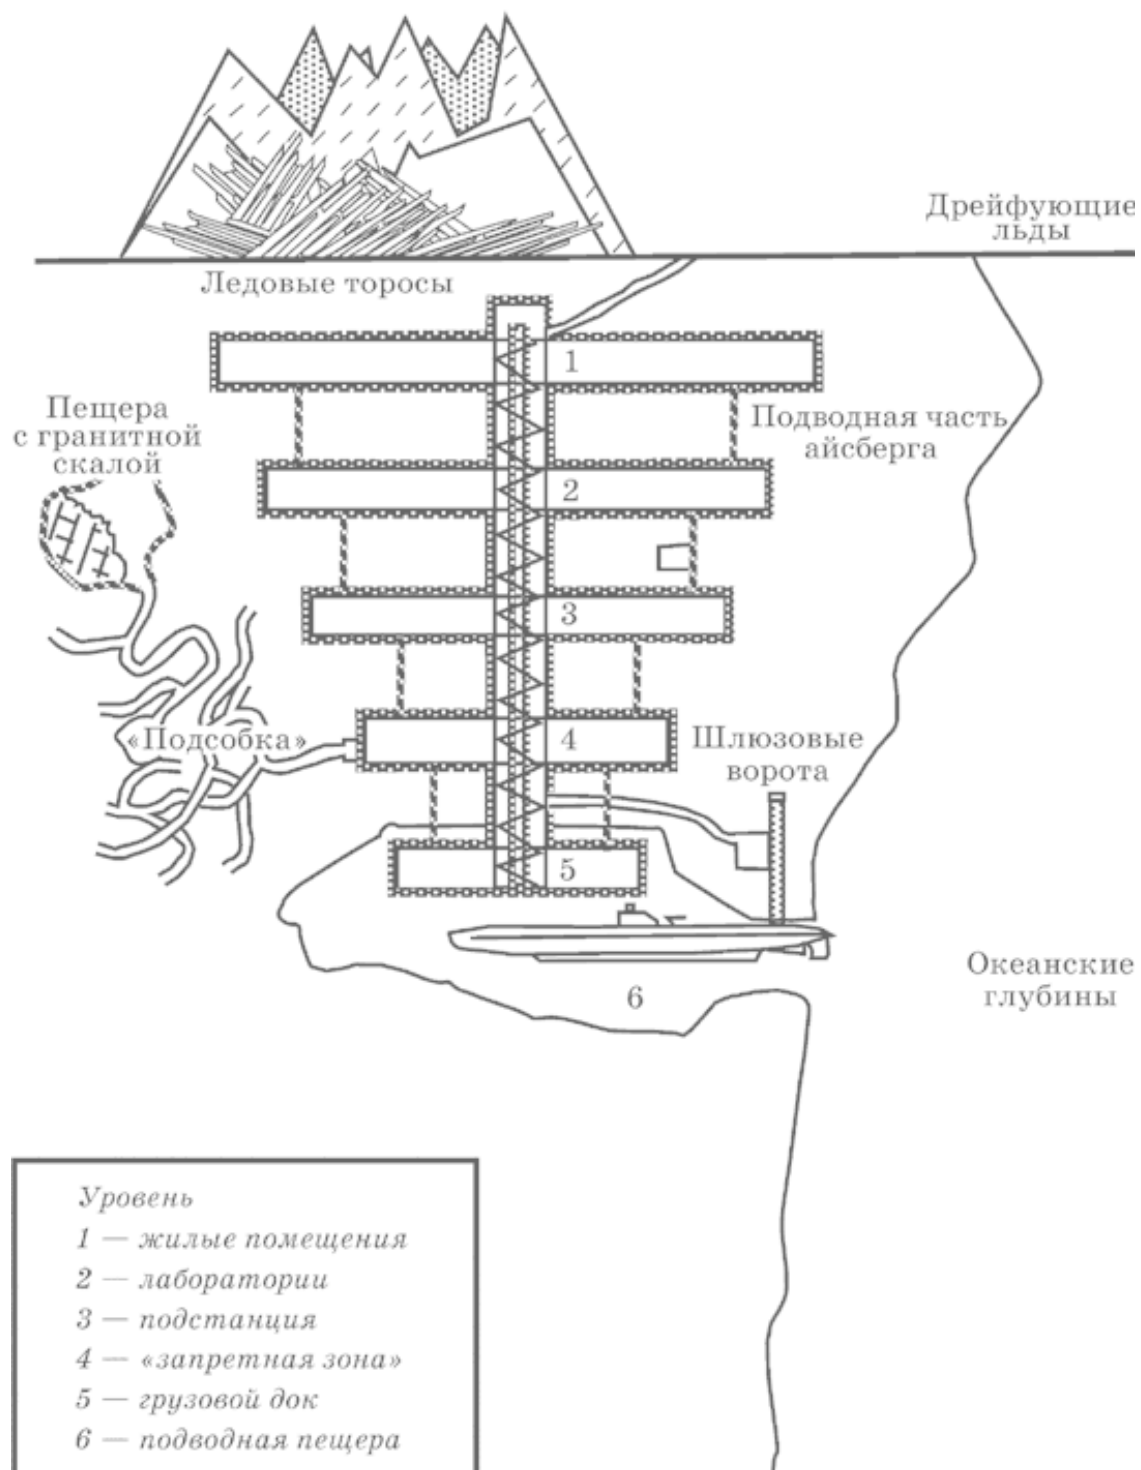 Дрейфующие
льды
Ледовые торосы
1
Пещера
с гранитной
скалой
Подводная часть
айсберга
2
3
«Подсобка»
4
Шлюзовые
ворота
5
Океанские
глубины
6
Уровень
1 — жилые помещения
2 — лаборатории
3 — подстанция
4 — «запретная зона»
5 — грузовой док
6 — подводная пещера